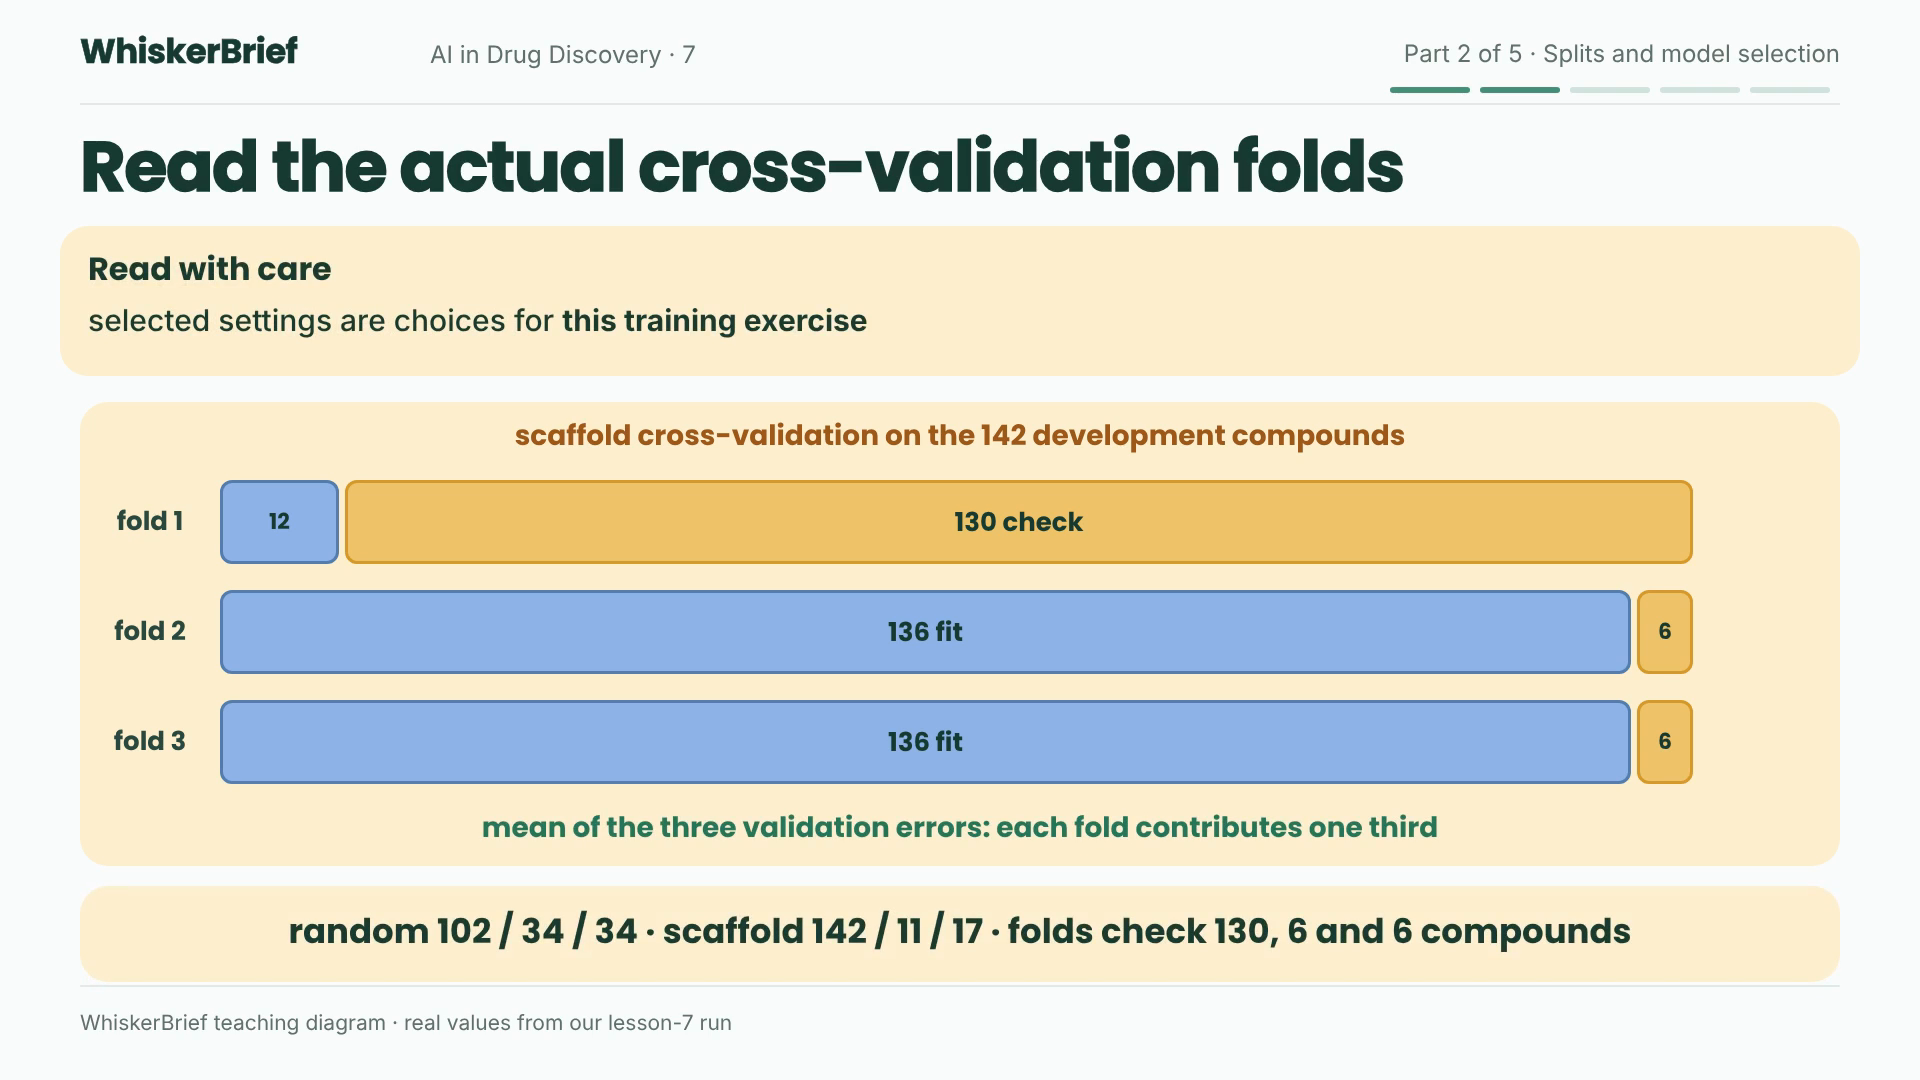 WhiskerBrief
AI in Drug Discovery · 7
Part 2 of 5 · Splits and model selection
Read the actual cross-validation folds
Read with care
selected settings are choices for this training exercise
scaffold cross-validation on the 142 development compounds
fold 1
12
130 check
fold 2
136 fit
6
fold 3
136 fit
6
mean of the three validation errors: each fold contributes one third
random 102 / 34 / 34 · scaffold 142 / 11 / 17 · folds check 130, 6 and 6 compounds
WhiskerBrief teaching diagram · real values from our lesson-7 run